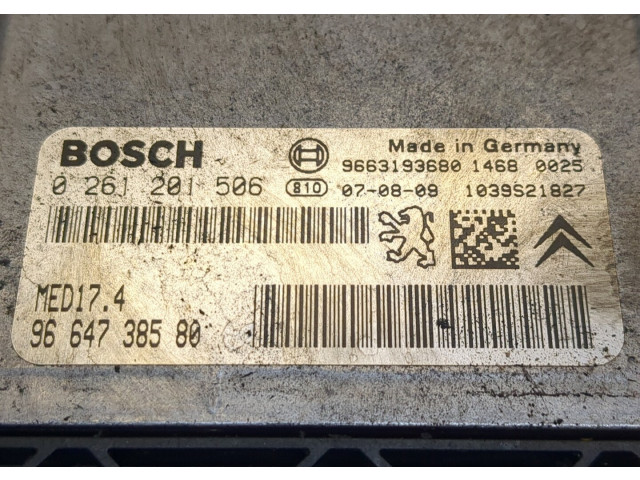 BOSCH
Made in Germany
9663193680 1468 0025
0 261 201 506 810 07-08-09 1039S21827
MED17.4
96 647 385 80